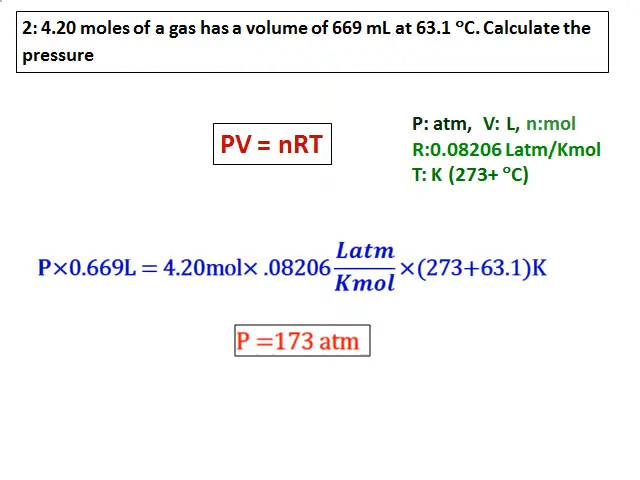 2: 4.20 moles of a gas has a volume of 669 mL at 63.1 °C. Calculate the
pressure
PV = nRT
P: atm, V: L, n:mol
R:0.08206 Latm/Kmol
T: K (273+ °C)
P×0.669L = 4.20mol× .08206 Latm/Kmol ×(273+63.1)K
P =173 atm